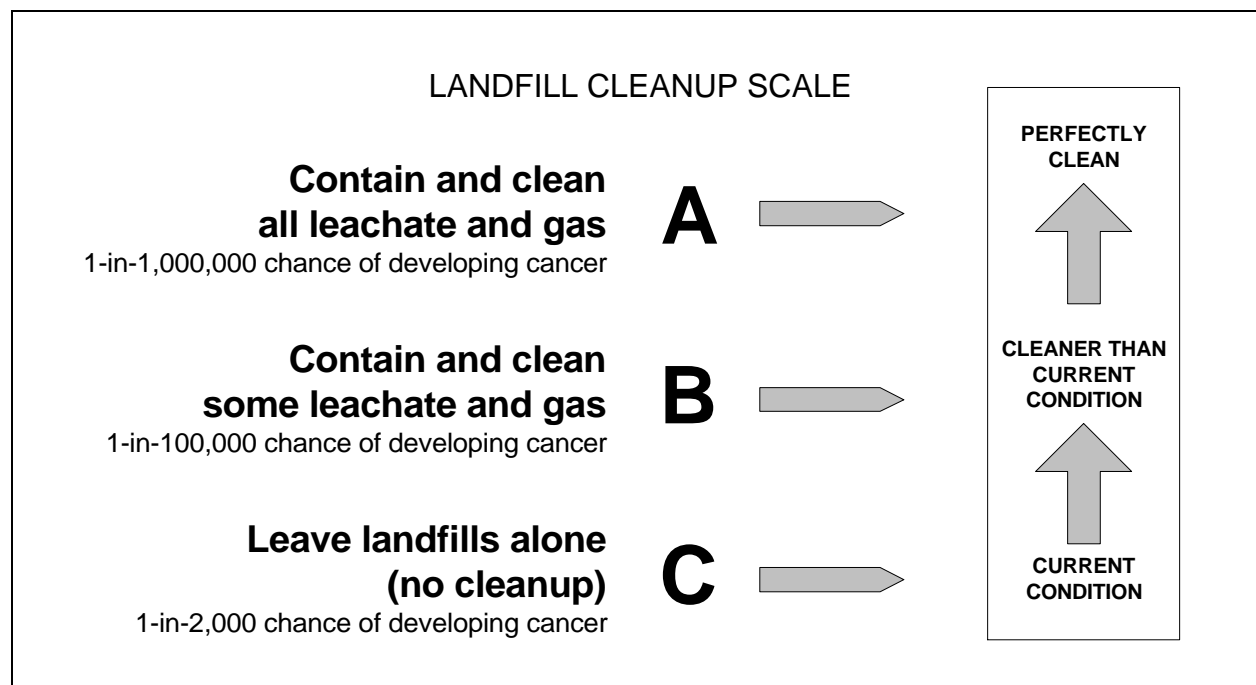 LANDFILL CLEANUP SCALE
Contain and clean
all leachate and gas
1-in-1,000,000 chance of developing cancer
A
Contain and clean
some leachate and gas
1-in-100,000 chance of developing cancer
B
Leave landfills alone
(no cleanup)
1-in-2,000 chance of developing cancer
C
PERFECTLY
CLEAN
CLEANER THAN
CURRENT
CONDITION
CURRENT
CONDITION